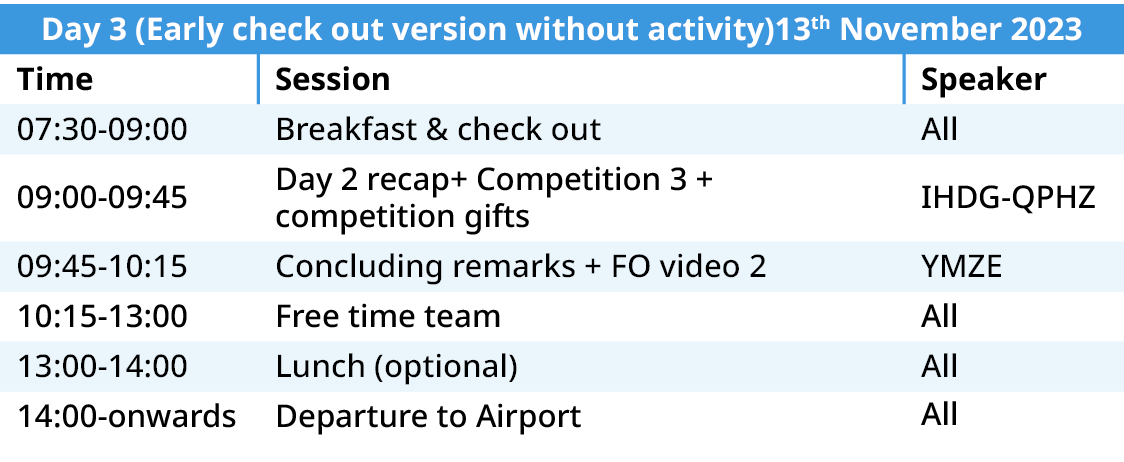 Day 3 (Early check out version without activity)13th November 2023
Time Session Speaker
07:30-09:00 Breakfast & check out All
09:00-09:45 Day 2 recap+ Competition 3 + IHDG-QPHZ
competition gifts
09:45-10:15 Concluding remarks + FO video 2 YMZE
10:15-13:00 Free time team All
13:00-14:00 Lunch (optional) All
14:00-onwards Departure to Airport All